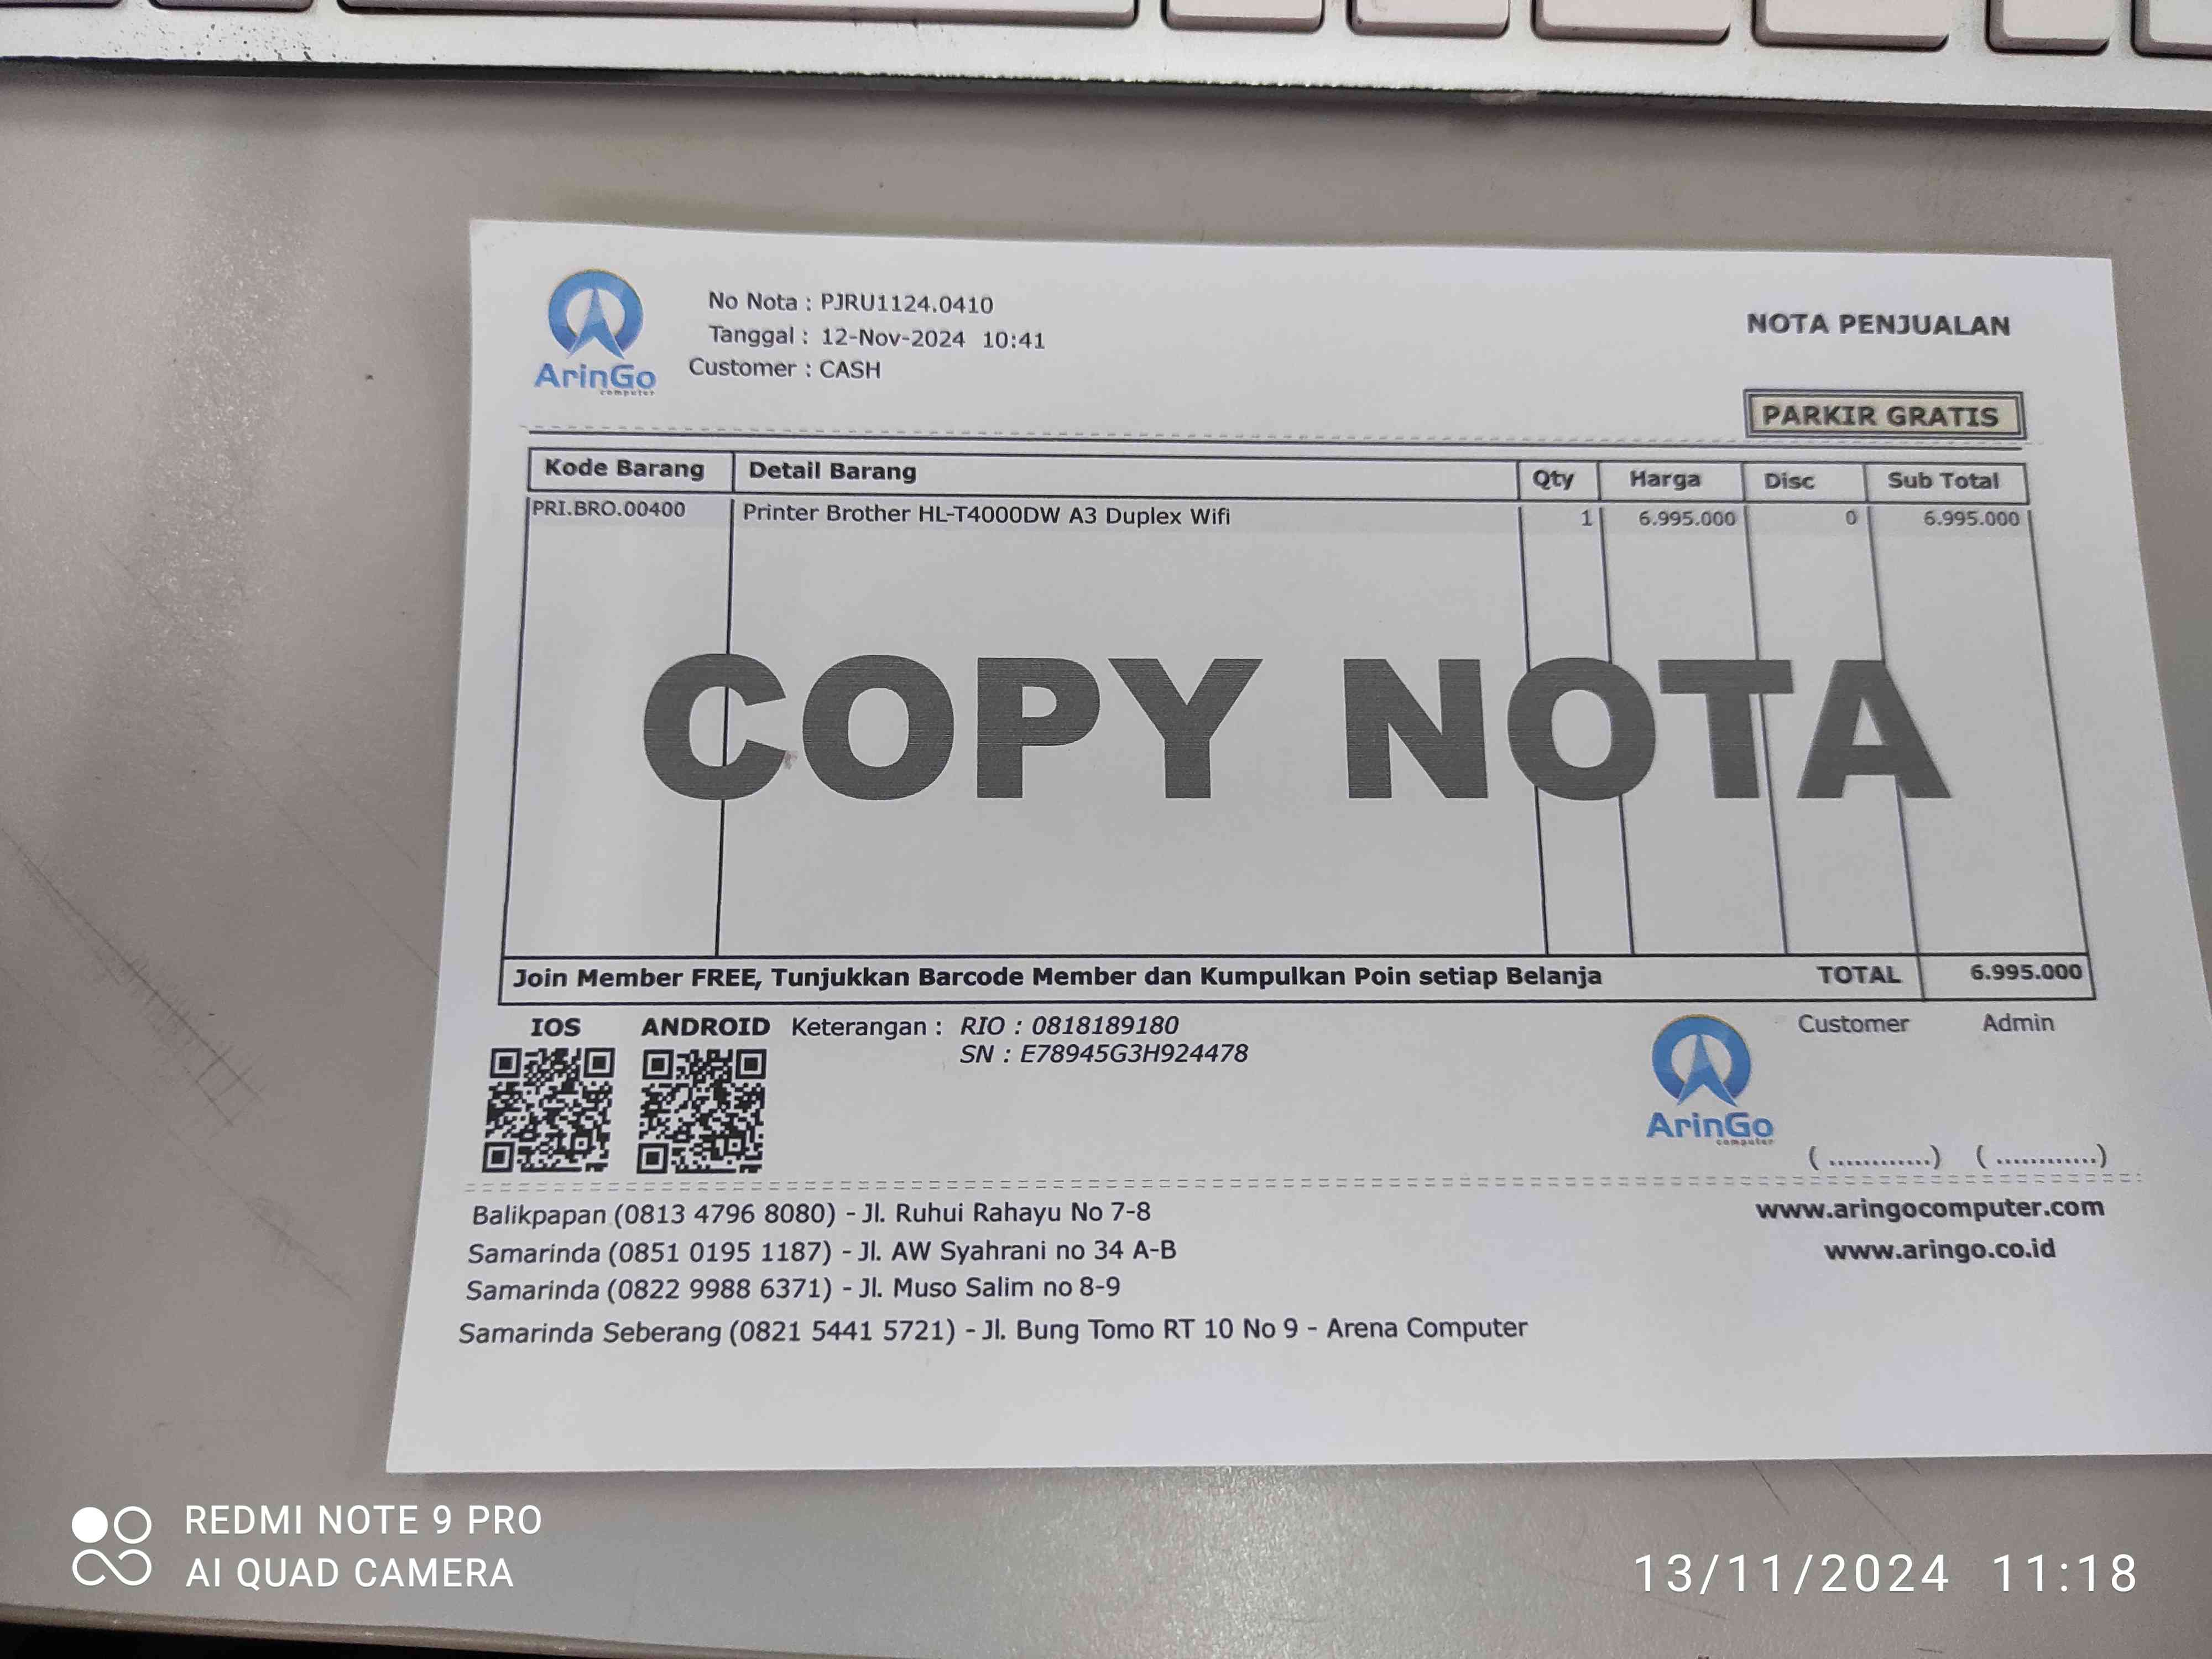 ArinGo
computer
No Nota : PJRU1124.0410
Tanggal : 12-Nov-2024 10:41
Customer : CASH
NOTA PENJUALAN
PARKIR GRATIS
Kode Barang Detail Barang Qty Harga Disc Sub Total
PRI.BRO.00400 Printer Brother HL-T4000DW A3 Duplex Wifi 1 6.995.000 0 6.995.000
COPY NOTA
Join Member FREE, Tunjukkan Barcode Member dan Kumpulkan Poin setiap Belanja TOTAL 6.995.000
IOS ANDROID Keterangan : RIO : 0818189180
SN : E78945G3H924478
ArinGo
computer
Customer Admin
( ............) ( ............)
Balikpapan (0813 4796 8080) - Jl. Ruhui Rahayu No 7-8
Samarinda (0851 0195 1187) - Jl. AW Syahrani no 34 A-B
Samarinda (0822 9988 6371) - Jl. Muso Salim no 8-9
Samarinda Seberang (0821 5441 5721) - Jl. Bung Tomo RT 10 No 9 - Arena Computer
www.aringocomputer.com
www.aringo.co.id
REDMI NOTE 9 PRO
AI QUAD CAMERA
13/11/2024 11:18